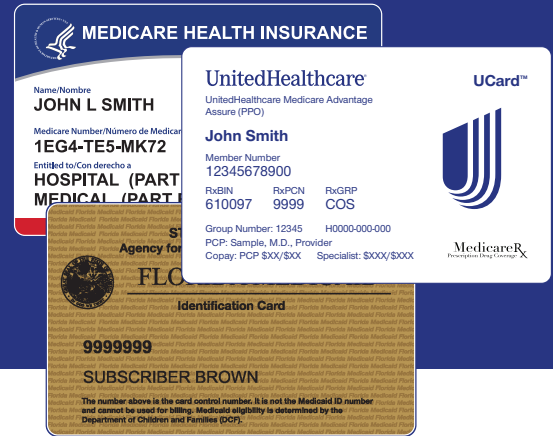 MEDICARE HEALTH INSURANCE
Name/Nombre
JOHN L SMITH
Medicare Number/Número de Medicar
1EG4-TE5-MK72
Entitled to/Con derecho a
HOSPITAL (PART
MEDICAL (PART
UnitedHealthcare
UCard™
UnitedHealthcare Medicare Advantage
Assure (PPO)
John Smith
Member Number
12345678900
RxBIN RxPCN RxGRP
610097 9999 COS
Group Number: 12345 H0000-000-000
PCP: Sample, M.D., Provider
Copay: PCP $XX/$XX Specialist: $XXX/$XXX
MedicareRx
Prescription Drug Coverage
Agency for
Identification Card
9999999
SUBSCRIBER BROWN
The number above is the card control number. It is not the Medicaid ID number
and cannot be used for billing. Medicaid eligibility is determined by the
Department of Children and Families (DCF).